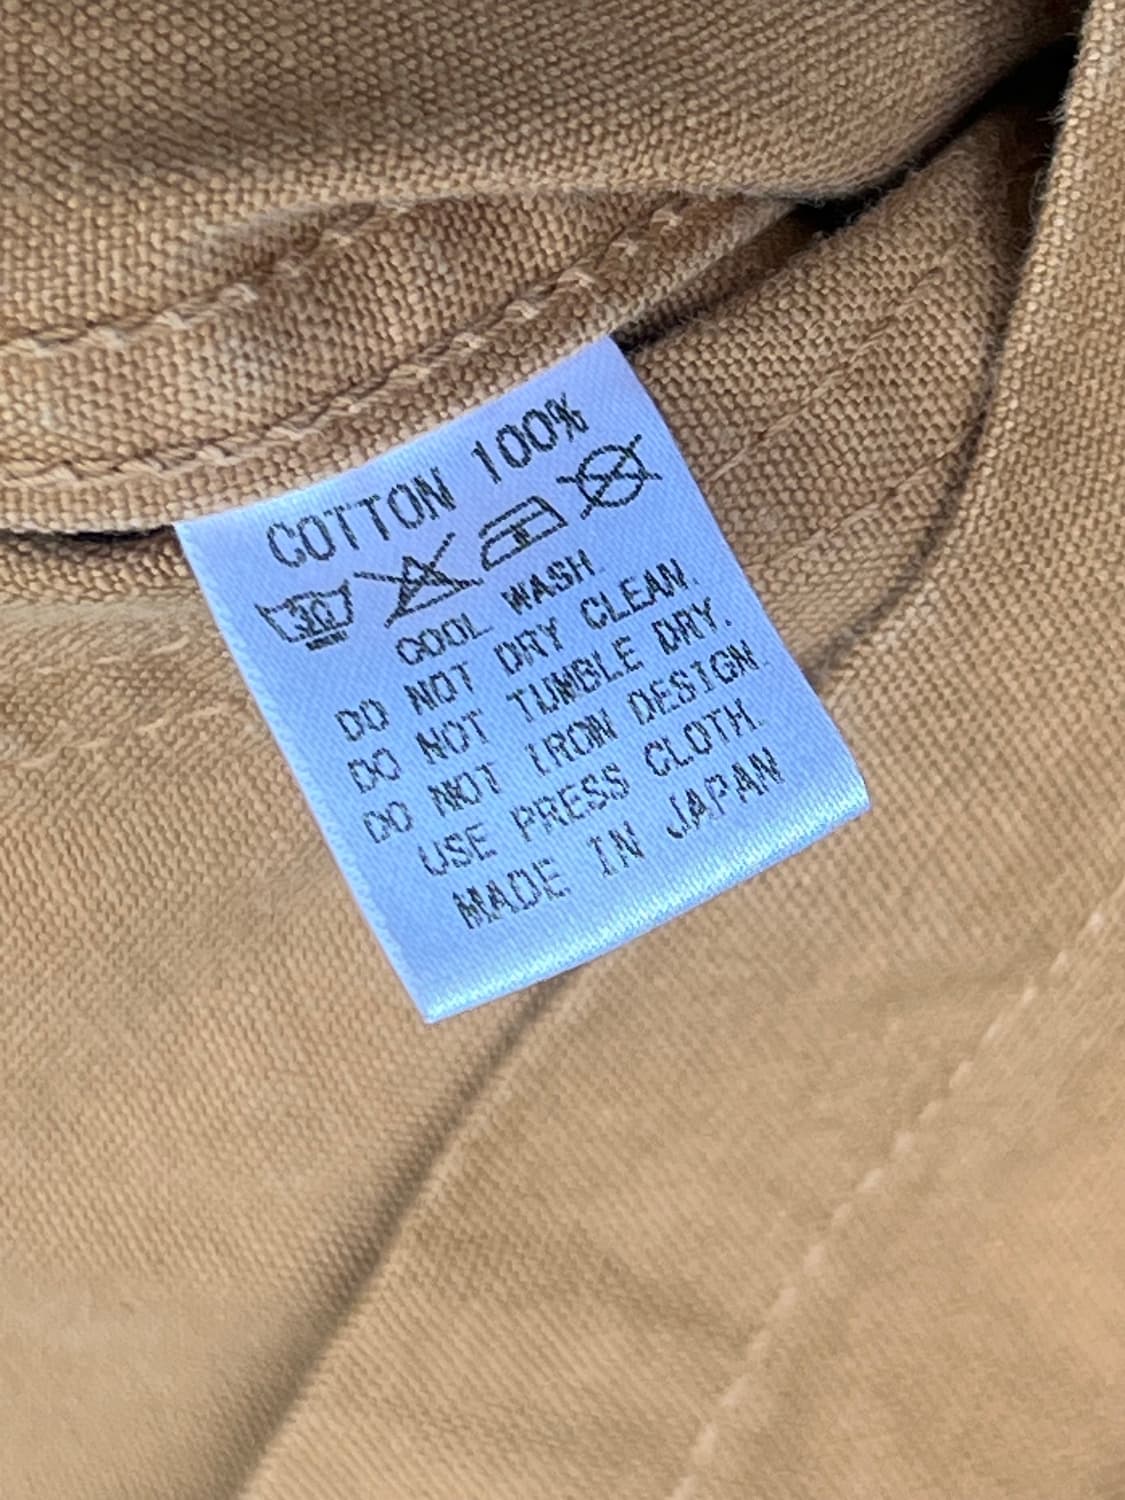 COTTON 100%
30
COOL WASH.
DO NOT DRY CLEAN.
DO NOT TUMBLE DRY.
DO NOT IRON DESIGN.
USE PRESS CLOTH.
MADE IN JAPAN